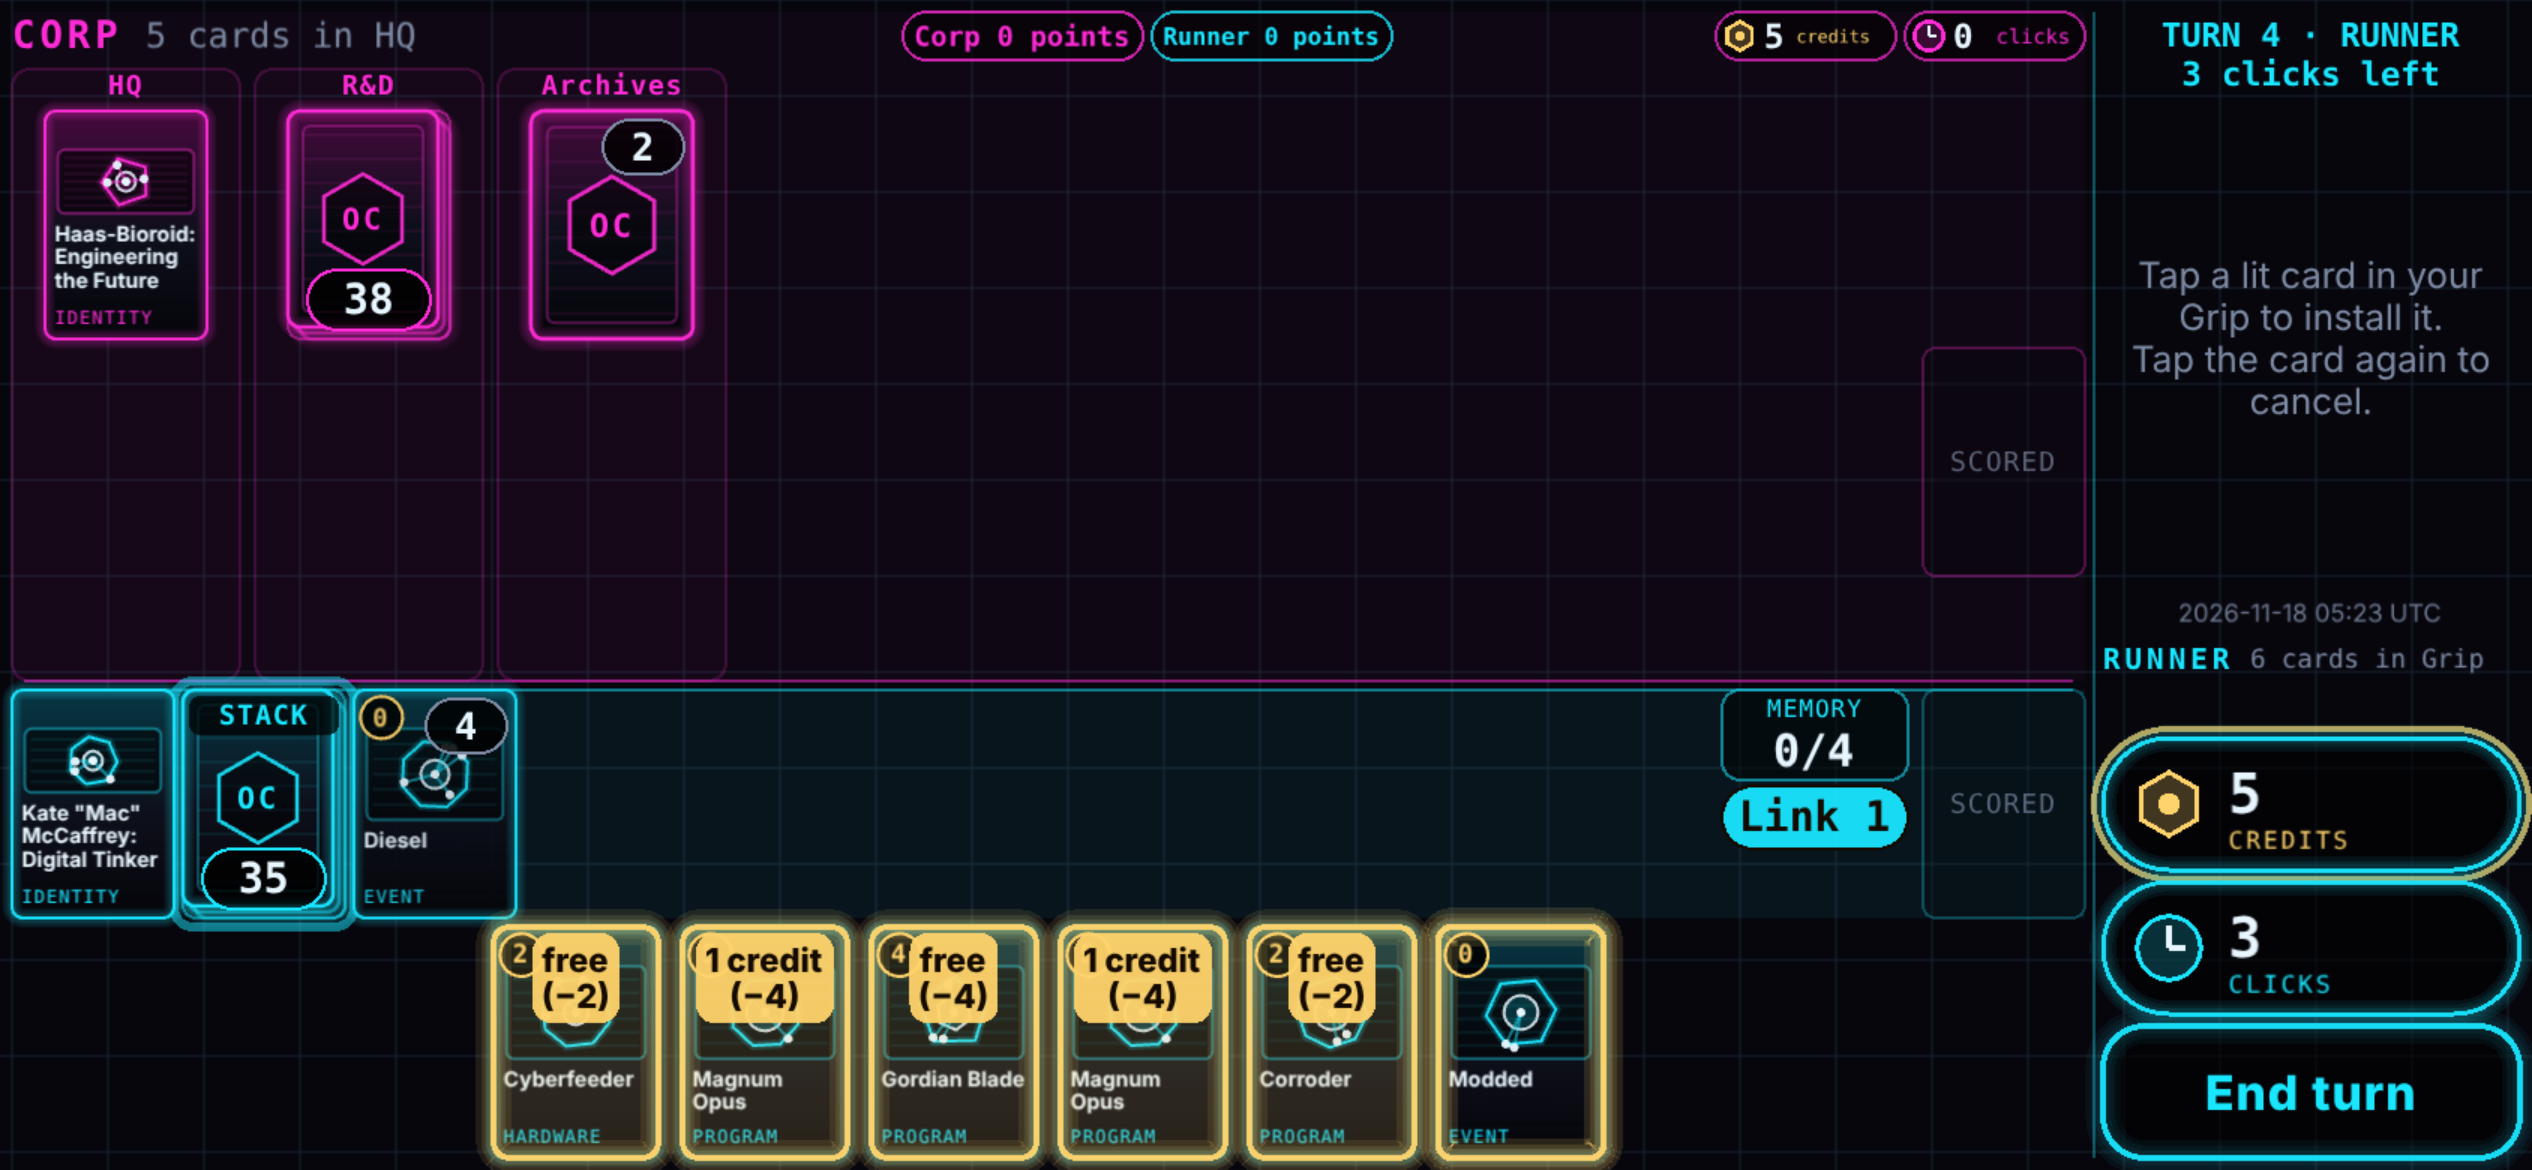 CORP 5 cards in HQ
Corp 0 points
Runner 0 points
5 credits
0 clicks
TURN 4 · RUNNER
3 clicks left
HQ
R&D
Archives
Haas-Bioroid:
Engineering
the Future
IDENTITY
OC
38
2
OC
SCORED
Tap a lit card in your
Grip to install it.
Tap the card again to
cancel.
2026-11-18 05:23 UTC
RUNNER 6 cards in Grip
Kate "Mac"
McCaffrey:
Digital Tinker
IDENTITY
STACK
OC
35
0
4
Diesel
EVENT
MEMORY
0/4
Link 1
SCORED
5
CREDITS
3
CLICKS
End turn
2
free
(−2)
Cyberfeeder
HARDWARE
1 credit
(−4)
Magnum
Opus
PROGRAM
4
free
(−4)
Gordian Blade
PROGRAM
1 credit
(−4)
Magnum
Opus
PROGRAM
2
free
(−2)
Corroder
PROGRAM
0
Modded
EVENT